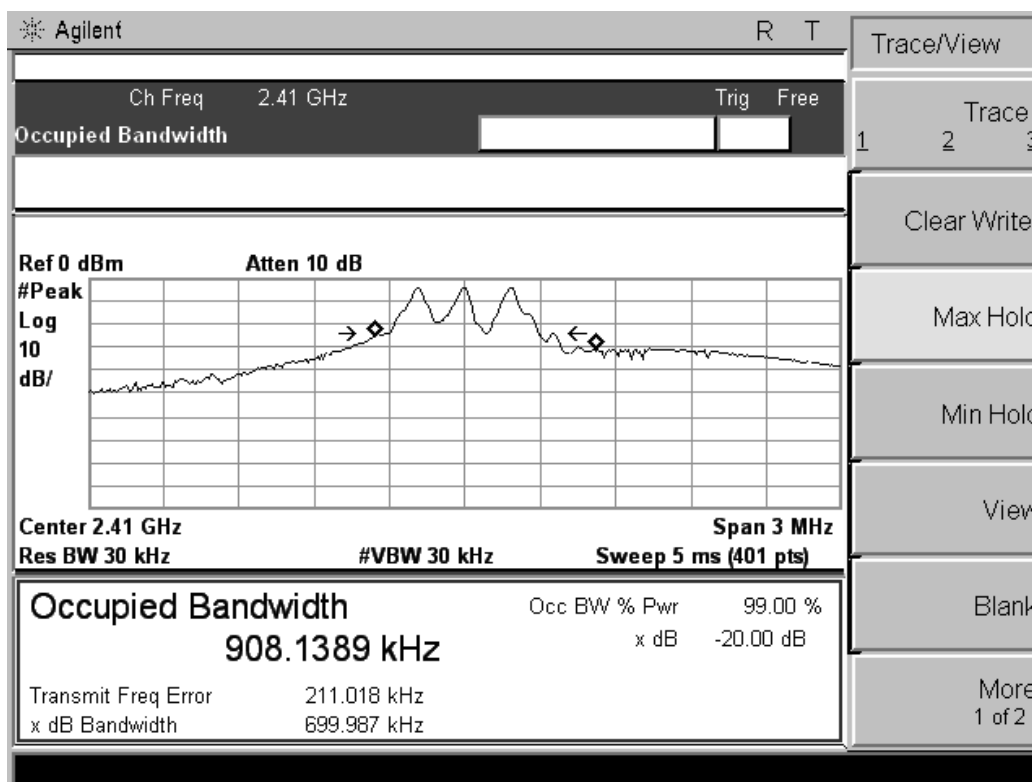 Agilent R T
Trace/View
Ch Freq 2.41 GHz Trig Free
Occupied Bandwidth
Trace
1 2 3
Clear Write
Ref 0 dBm Atten 10 dB
#Peak
Log
10
dB/
Max Hold
Min Hold
Center 2.41 GHz Span 3 MHz
Res BW 30 kHz #VBW 30 kHz Sweep 5 ms (401 pts)
View
Occupied Bandwidth
908.1389 kHz
Occ BW % Pwr 99.00 %
x dB -20.00 dB
Transmit Freq Error 211.018 kHz
x dB Bandwidth 699.987 kHz
Blank
More
1 of 2